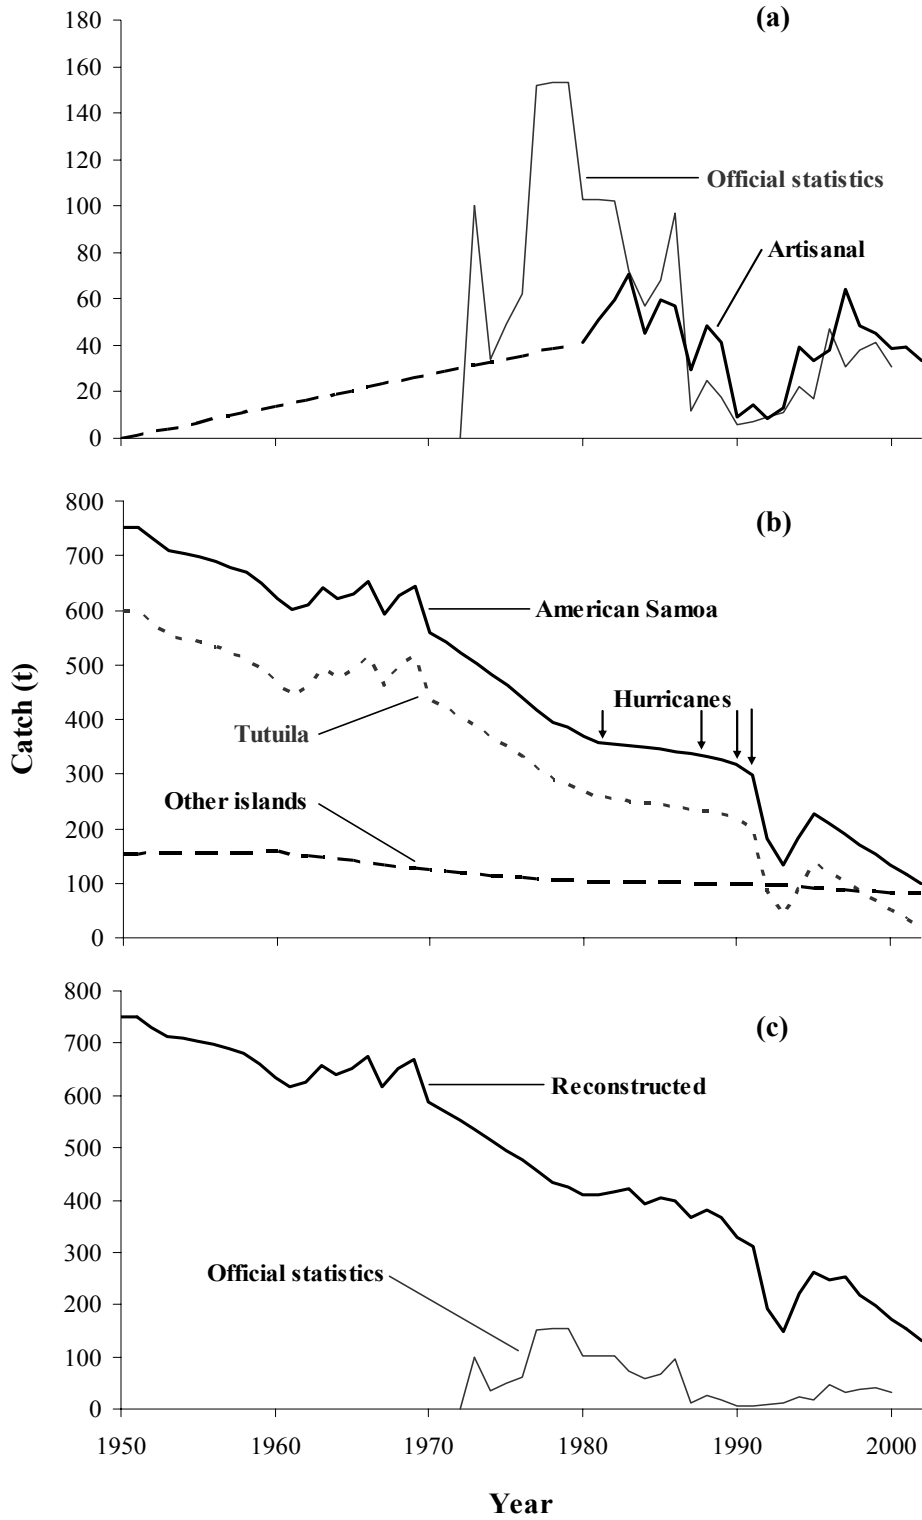 (a)
180
160
140
120
100
80
60
40
20
0
Official statistics
Artisanal
Catch (t)
(b)
800
700
600
500
400
300
200
100
0
American Samoa
Hurricanes
Tutuila
Other islands
(c)
800
700
600
500
400
300
200
100
0
Reconstructed
Official statistics
1950 1960 1970 1980 1990 2000
Year